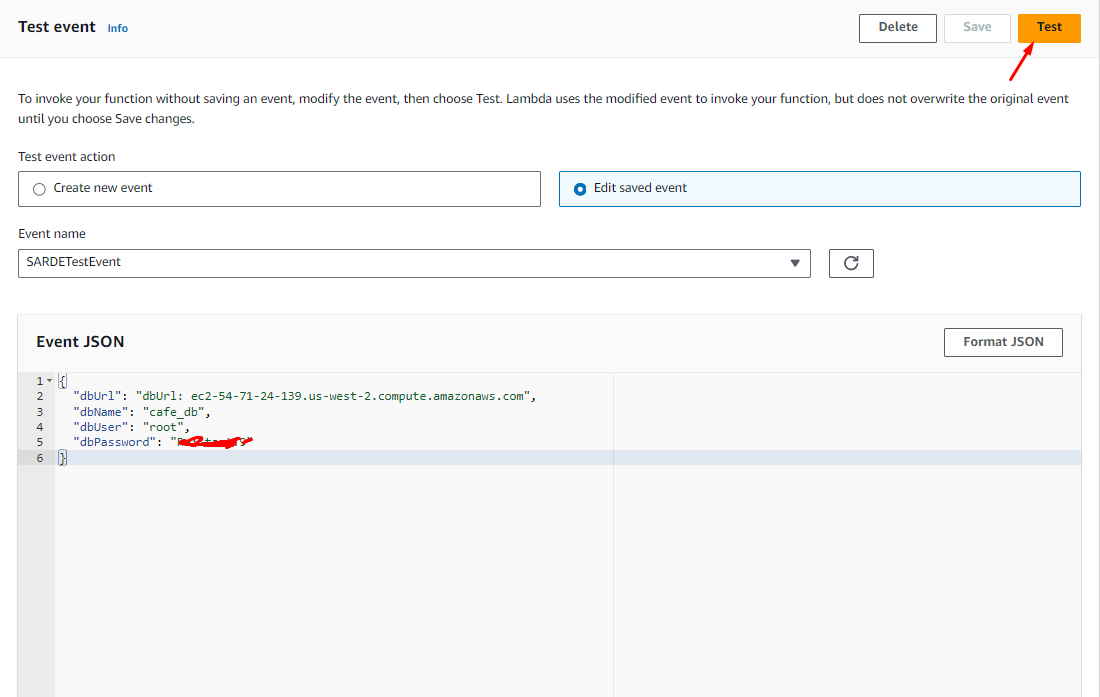 Test event Info
Delete
Save
Test
To invoke your function without saving an event, modify the event, then choose Test. Lambda uses the modified event to invoke your function, but does not overwrite the original event
until you choose Save changes.
Test event action
Create new event
Edit saved event
Event name
SARDETestEvent
Event JSON
Format JSON
1 {
2 "dbUrl": "dbUrl: ec2-54-71-24-139.us-west-2.compute.amazonaws.com",
3 "dbName": "cafe_db",
4 "dbUser": "root",
5 "dbPassword": "
6 }